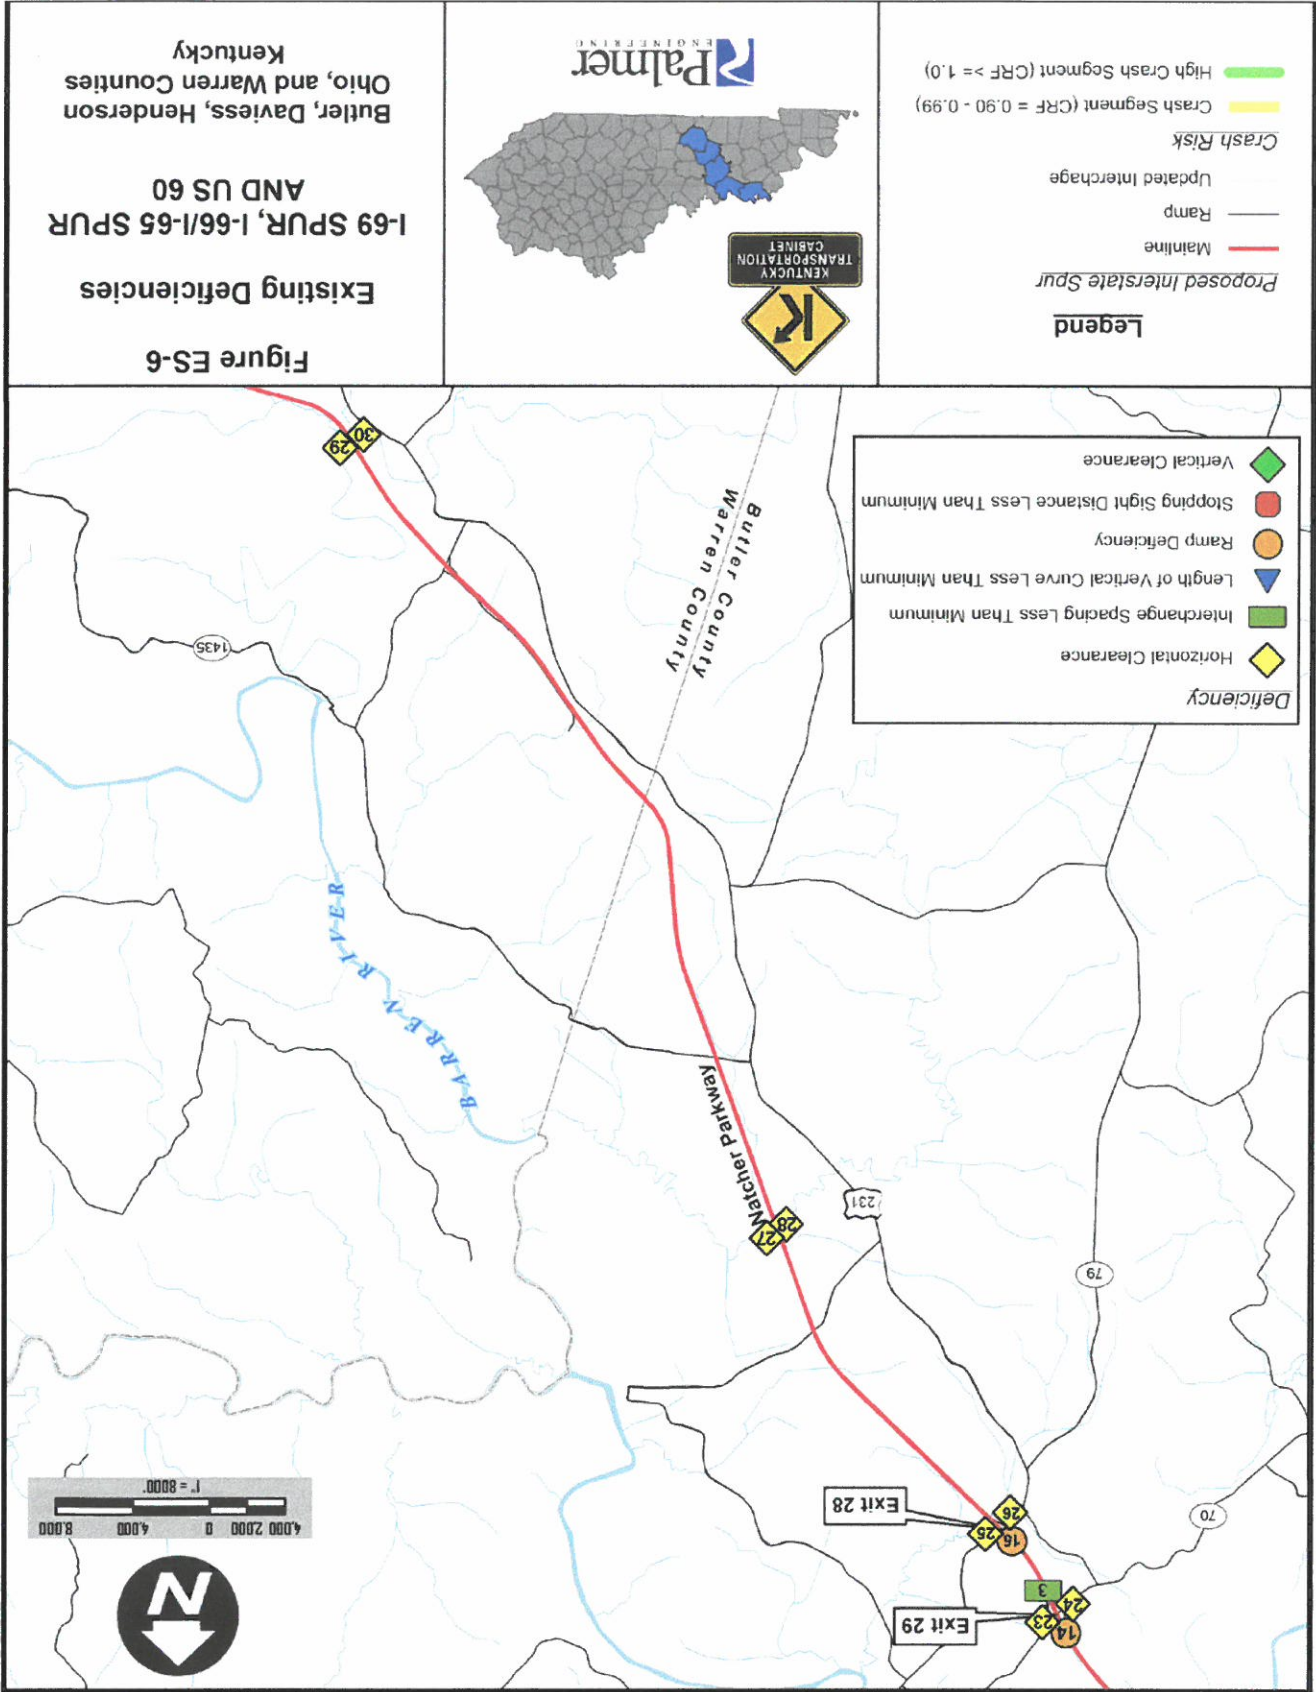 Exit 29
14
23
24
3
15
25
26
Exit 28
70
79
231
27
28
Natcher Parkway
BARREN RIVER
Butler County
Warren County
1435
29
30
N
4,000 2,000 0 4,000 8,000
1" = 8000'
Deficiency
Horizontal Clearance
Interchange Spacing Less Than Minimum
Length of Vertical Curve Less Than Minimum
Ramp Deficiency
Stopping Sight Distance Less Than Minimum
Vertical Clearance
Legend
Proposed Interstate Spur
Mainline
Ramp
Updated Interchage
Crash Risk
Crash Segment (CRF = 0.90 - 0.99)
High Crash Segment (CRF >= 1.0)
K
KENTUCKY
TRANSPORTATION
CABINET
Palmer
ENGINEERING
Figure ES-6
Existing Deficiencies
I-69 SPUR, I-66/I-65 SPUR
AND US 60
Butler, Daviess, Henderson
Ohio, and Warren Counties
Kentucky